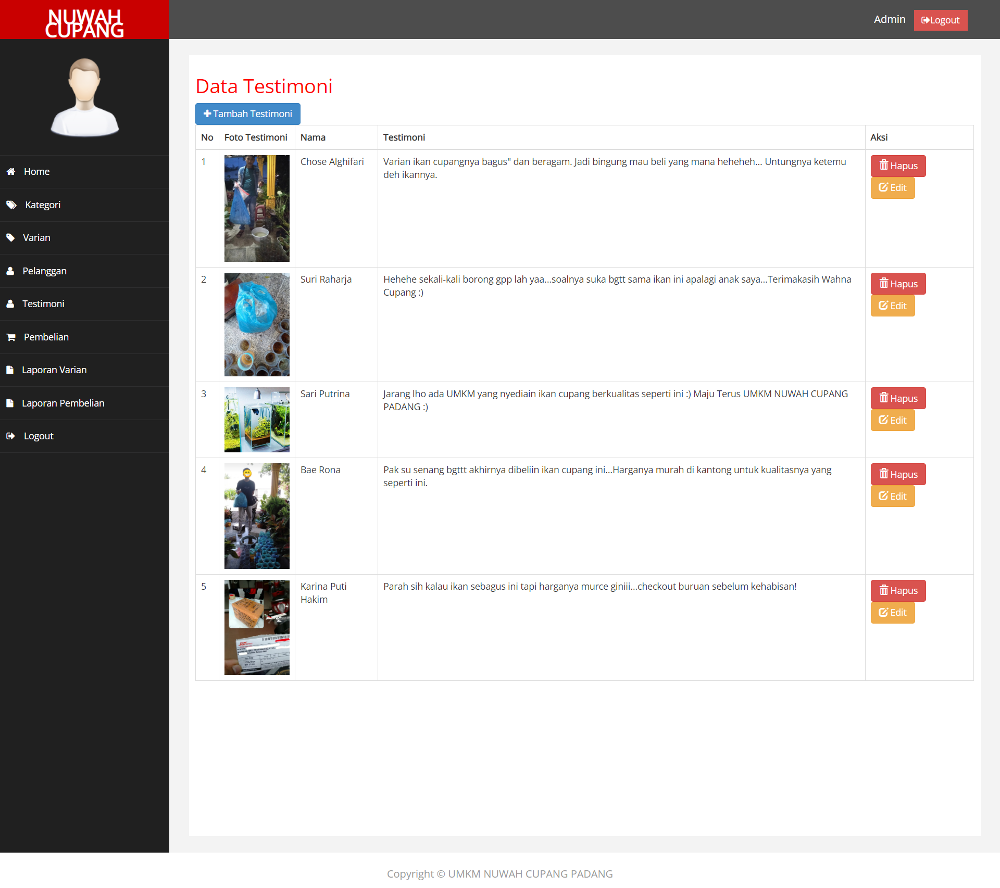 NUWAH
CUPANG
Admin
Logout
Home
Kategori
Varian
Pelanggan
Testimoni
Pembelian
Laporan Varian
Laporan Pembelian
Logout
Data Testimoni
Tambah Testimoni
No Foto Testimoni Nama Testimoni Aksi
1 Chose Alghifari Varian ikan cupangnya bagus" dan beragam. Jadi bingung mau beli yang mana heheheh... Untungnya ketemu
deh ikannya.
Hapus
Edit
2 Suri Raharja Hehehe sekali-kali borong gpp lah yaa...soalnya suka bgtt sama ikan ini apalagi anak saya...Terimakasih Wahna
Cupang :)
Hapus
Edit
3 Sari Putrina Jarang lho ada UMKM yang nyediain ikan cupang berkualitas seperti ini :) Maju Terus UMKM NUWAH CUPANG
PADANG :)
Hapus
Edit
4 Bae Rona Pak su senang bgttt akhirnya dibeliin ikan cupang ini...Harganya murah di kantong untuk kualitasnya yang
seperti ini.
Hapus
Edit
5 Karina Puti
Hakim
Parah sih kalau ikan sebagus ini tapi harganya murce giniii...checkout buruan sebelum kehabisan!
Hapus
Edit
J&T
Copyright © UMKM NUWAH CUPANG PADANG